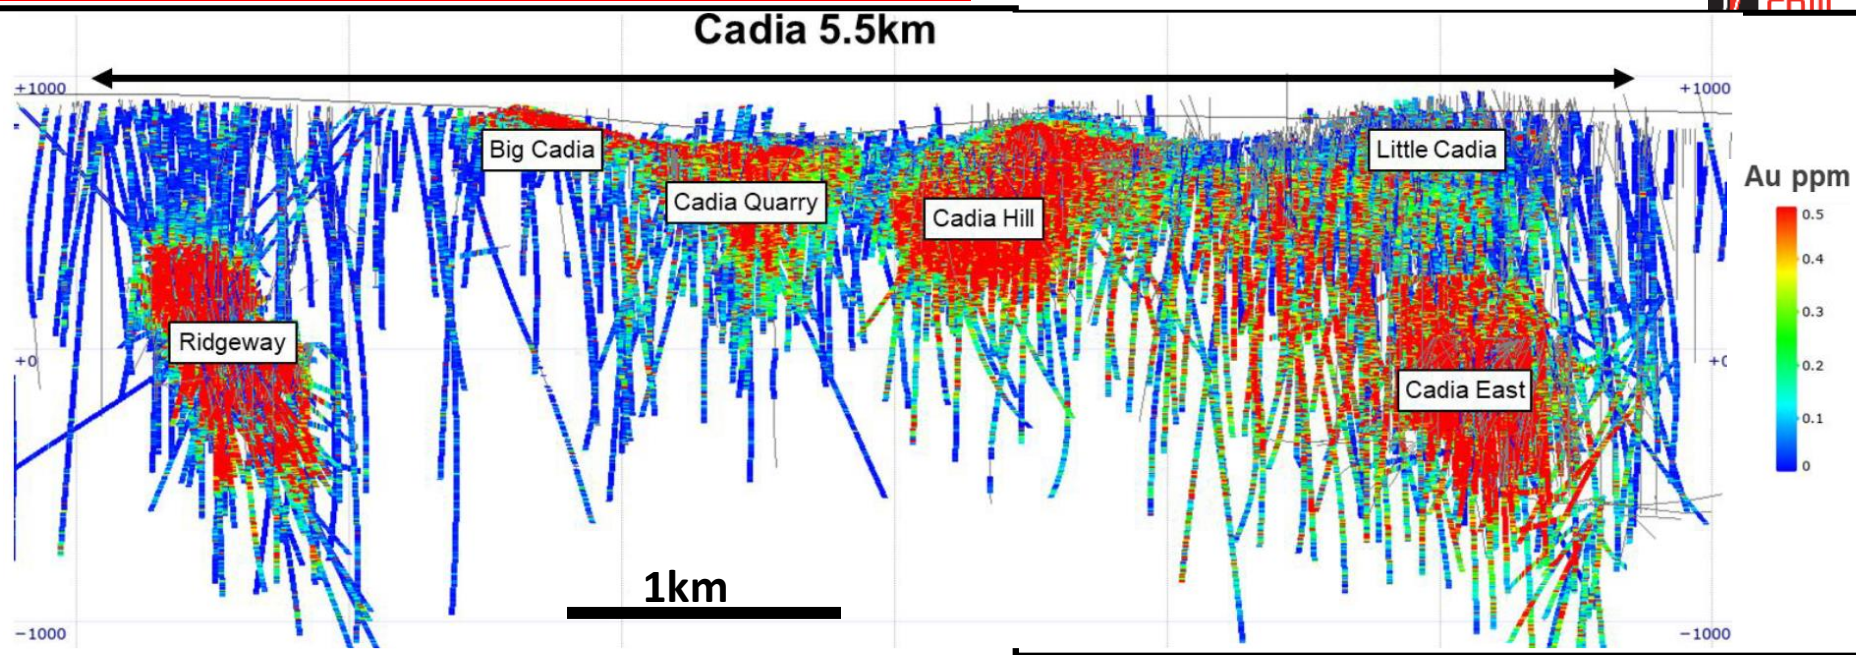 Cadia 5.5km
+1000
+1000
Big Cadia
Little Cadia
Cadia Quarry
Cadia Hill
Ridgeway
+0
Cadia East
1km
-1000
-1000
Au ppm
0.5
0.4
0.3
0.2
0.1
0